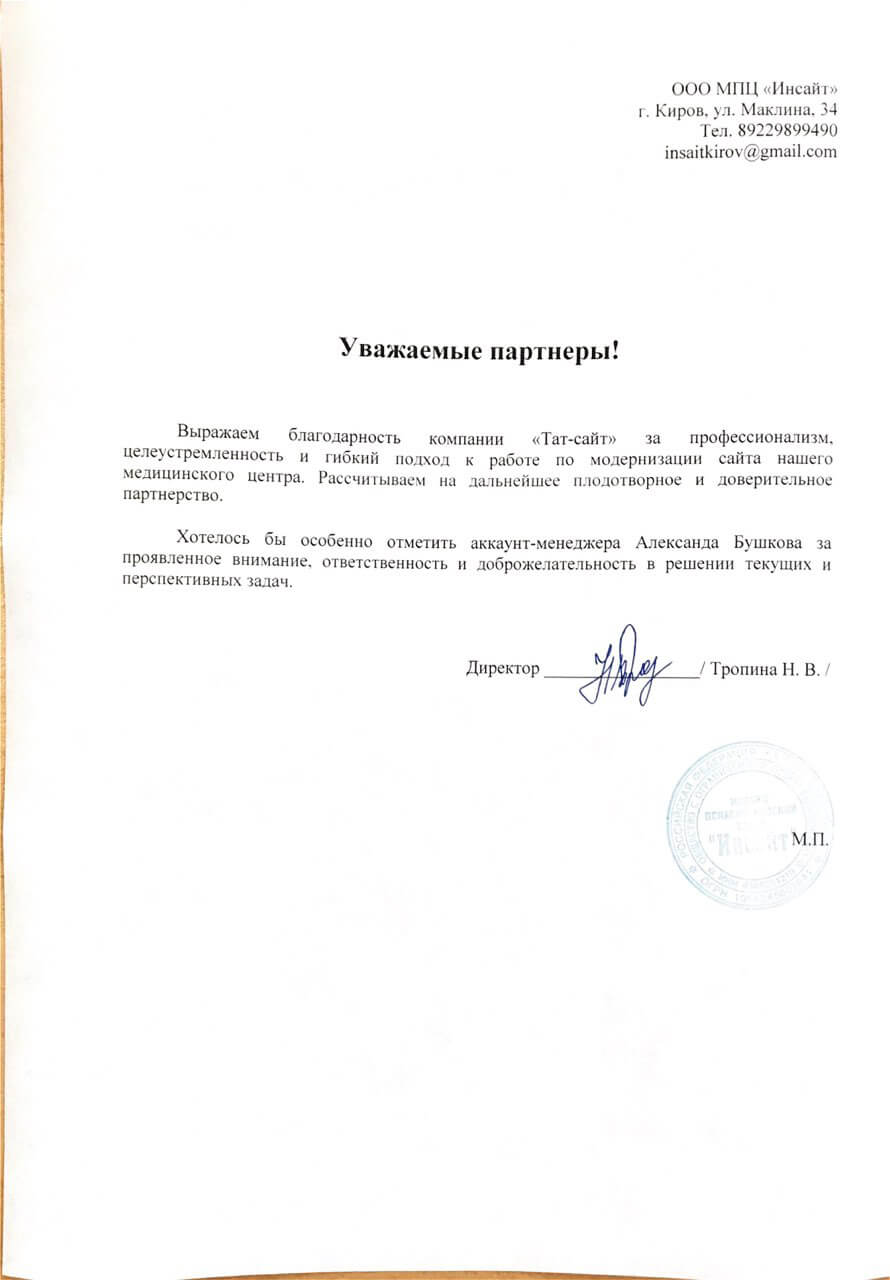 ООО МПЦ «Инсайт»
г. Киров, ул. Маклина, 34
Тел. 89229899490
insaitkirov@gmail.com
Уважаемые партнеры!
Выражаем благодарность компании «Тат-сайт» за профессионализм,
целеустремленность и гибкий подход к работе по модернизации сайта нашего
медицинского центра. Рассчитываем на дальнейшее плодотворное и доверительное
партнерство.
Хотелось бы особенно отметить аккаунт-менеджера Александа Бушкова за
проявленное внимание, ответственность и доброжелательность в решении текущих и
перспективных задач.
Директор ________________/ Тропина Н. В. /
РОССИЙСКАЯ ФЕДЕРАЦИЯ
"Инсайт"
М.П.